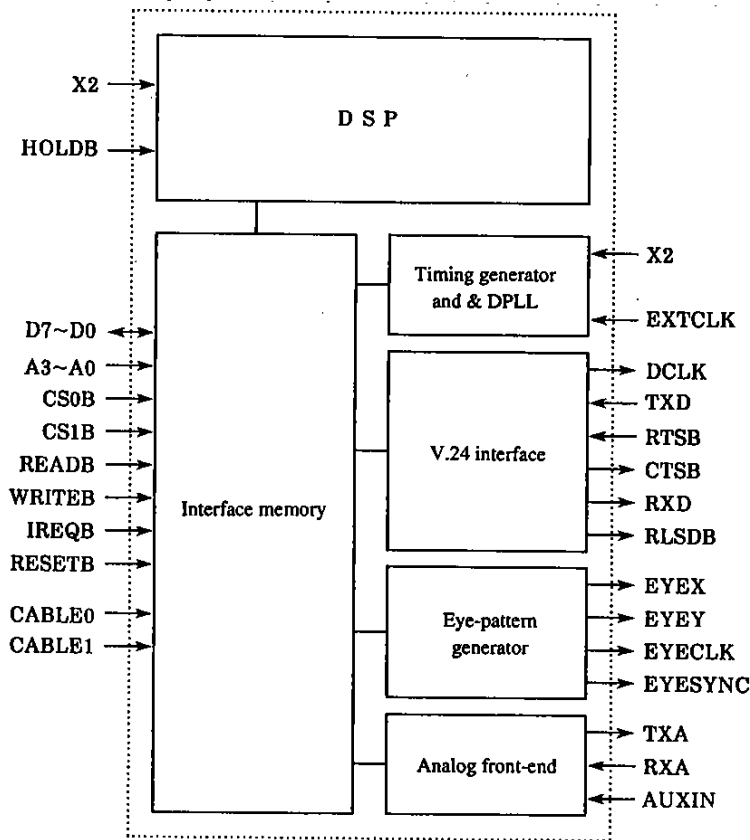 X2
HOLDB
D S P
Timing generator
and & DPLL
X2
EXTCLK
D7~D0
A3~A0
CS0B
CS1B
READB
WRITEB
IREQB
RESETB
CABLE0
CABLE1
Interface memory
V.24 interface
DCLK
TXD
RTSB
CTSB
RXD
RLSDB
Eye-pattern
generator
EYEX
EYEY
EYECLK
EYESYNC
Analog front-end
TXA
RXA
AUXIN